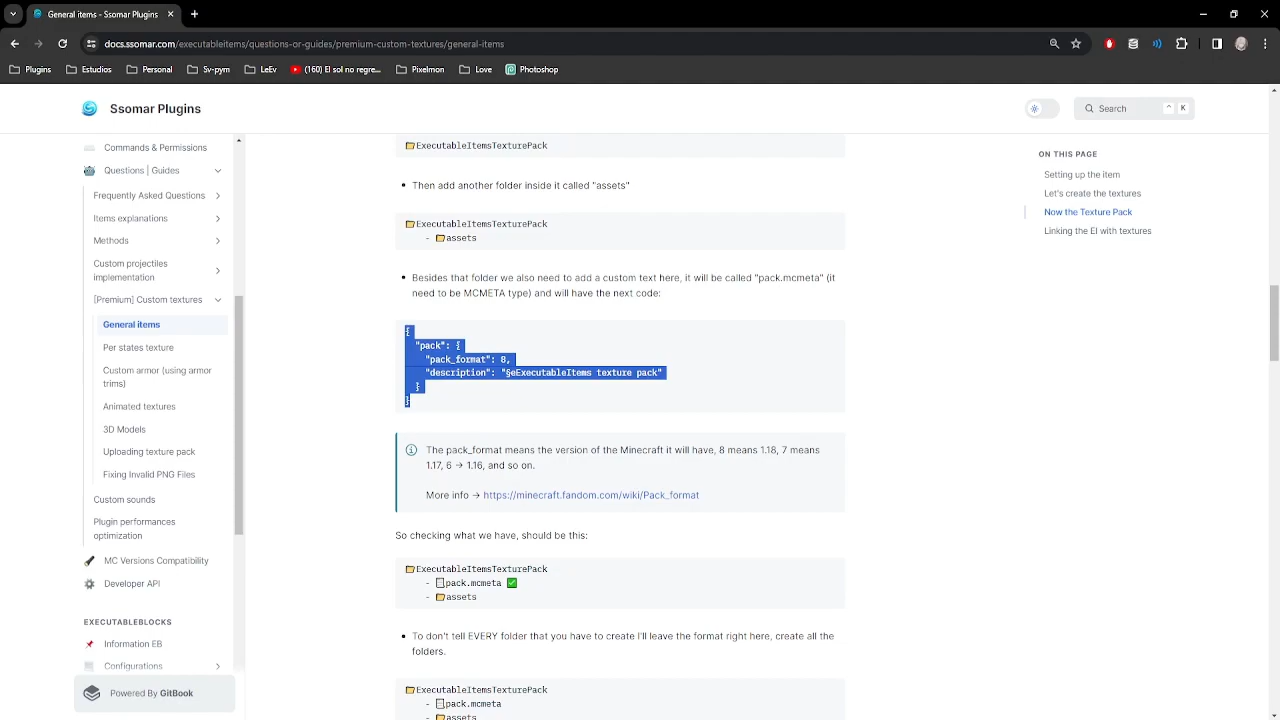 General items - Ssomar Plugins
docs.ssomar.com/executableitems/questions-or-guides/premium-custom-textures/general-items
Plugins
Estudios
Personal
Sv-pym
LeEv
(160) El sol no regre...
Pixelmon
Love
Photoshop
Ssomar Plugins
Search
^ K
Commands & Permissions
Questions | Guides
Frequently Asked Questions
Items explanations
Methods
Custom projectiles
implementation
[Premium] Custom textures
General items
Per states texture
Custom armor (using armor
trims)
Animated textures
3D Models
Uploading texture pack
Fixing Invalid PNG Files
Custom sounds
Plugin performances
optimization
MC Versions Compatibility
Developer API
EXECUTABLEBLOCKS
Information EB
Configurations
Powered By GitBook
📂ExecutableItemsTexturePack
• Then add another folder inside it called "assets"
📂ExecutableItemsTexturePack
- 📂assets
• Besides that folder we also need to add a custom text here, it will be called "pack.mcmeta" (it
need to be MCMETA type) and will have the next code:
{
"pack": {
"pack_format": 8,
"description": "§eExecutableItems texture pack"
}
}
The pack_format means the version of the Minecraft it will have, 8 means 1.18, 7 means
1.17, 6 → 1.16, and so on.
More info → https://minecraft.fandom.com/wiki/Pack_format
So checking what we have, should be this:
📂ExecutableItemsTexturePack
- 📃pack.mcmeta ✅
- 📂assets
• To don't tell EVERY folder that you have to create I'll leave the format right here, create all the
folders.
📂ExecutableItemsTexturePack
- 📃pack.mcmeta
- 📂assets
ON THIS PAGE
Setting up the item
Let's create the textures
Now the Texture Pack
Linking the EI with textures